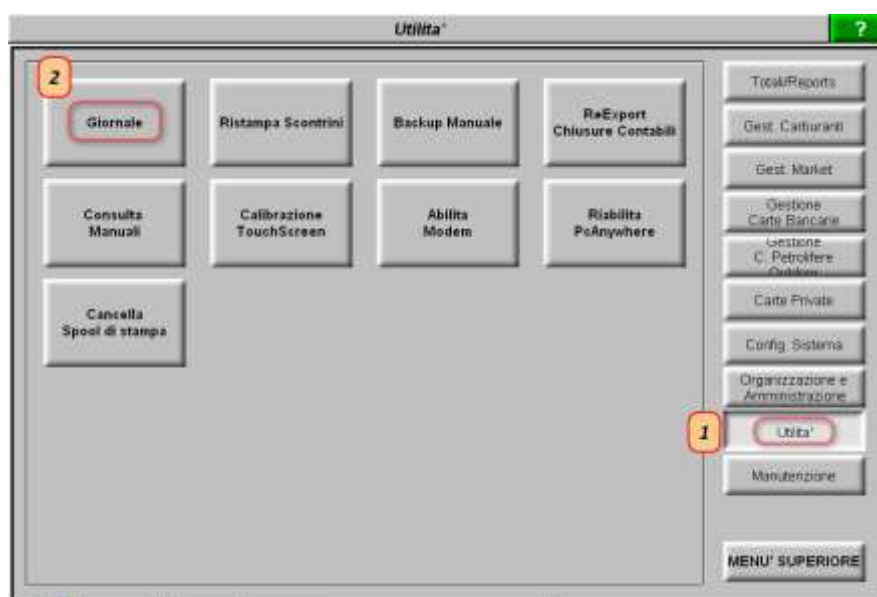 Utilita'
?
2
Giornale
Ristampa Scontrini
Backup Manuale
ReExport
Chiusure Contabili
Consulta
Manuali
Calibrazione
TouchScreen
Abilita
Modem
Riabilita
PcAnywhere
Cancella
Spool di stampa
Totali/Reports
Gest. Carburanti
Gest. Market
Gestione
Carte Bancarie
Gestione
C. Petrolifere
Carte Private
Config. Sistema
Organizzazione e
Amministrazione
1
Utilita'
Manutenzione
MENU' SUPERIORE